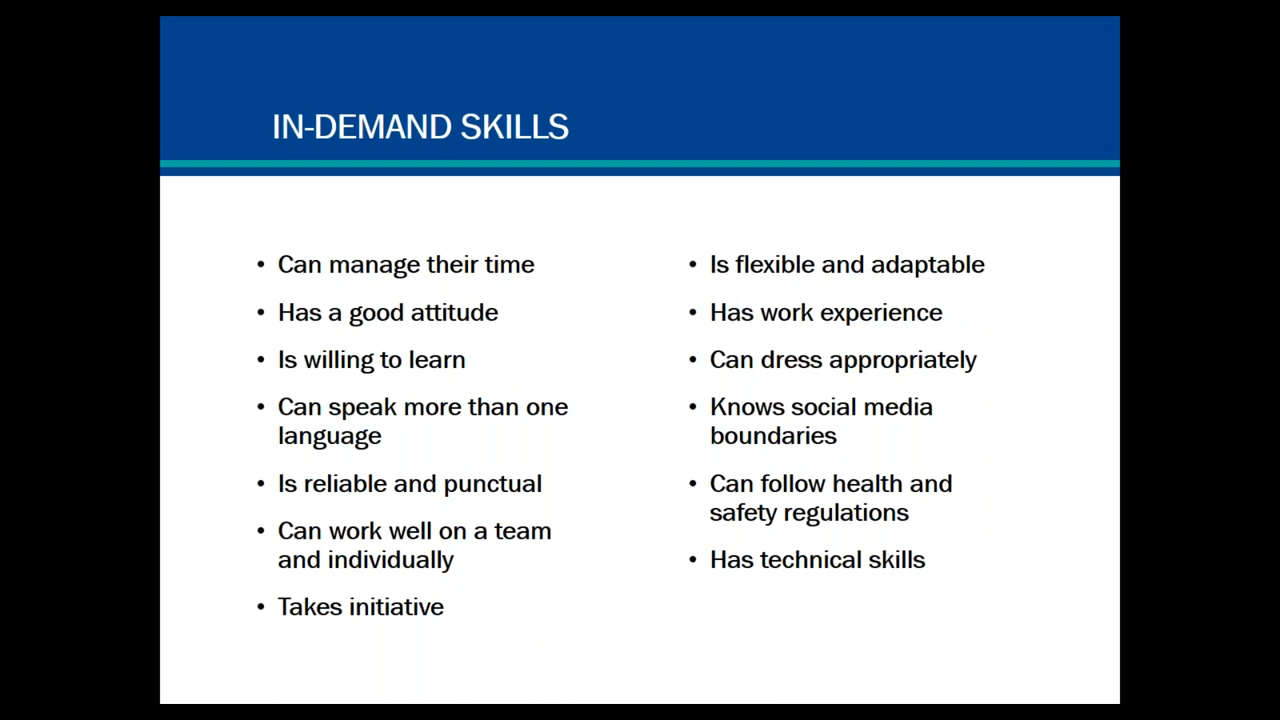 IN-DEMAND SKILLS
• Can manage their time
• Has a good attitude
• Is willing to learn
• Can speak more than one
language
• Is reliable and punctual
• Can work well on a team
and individually
• Takes initiative
• Is flexible and adaptable
• Has work experience
• Can dress appropriately
• Knows social media
boundaries
• Can follow health and
safety regulations
• Has technical skills